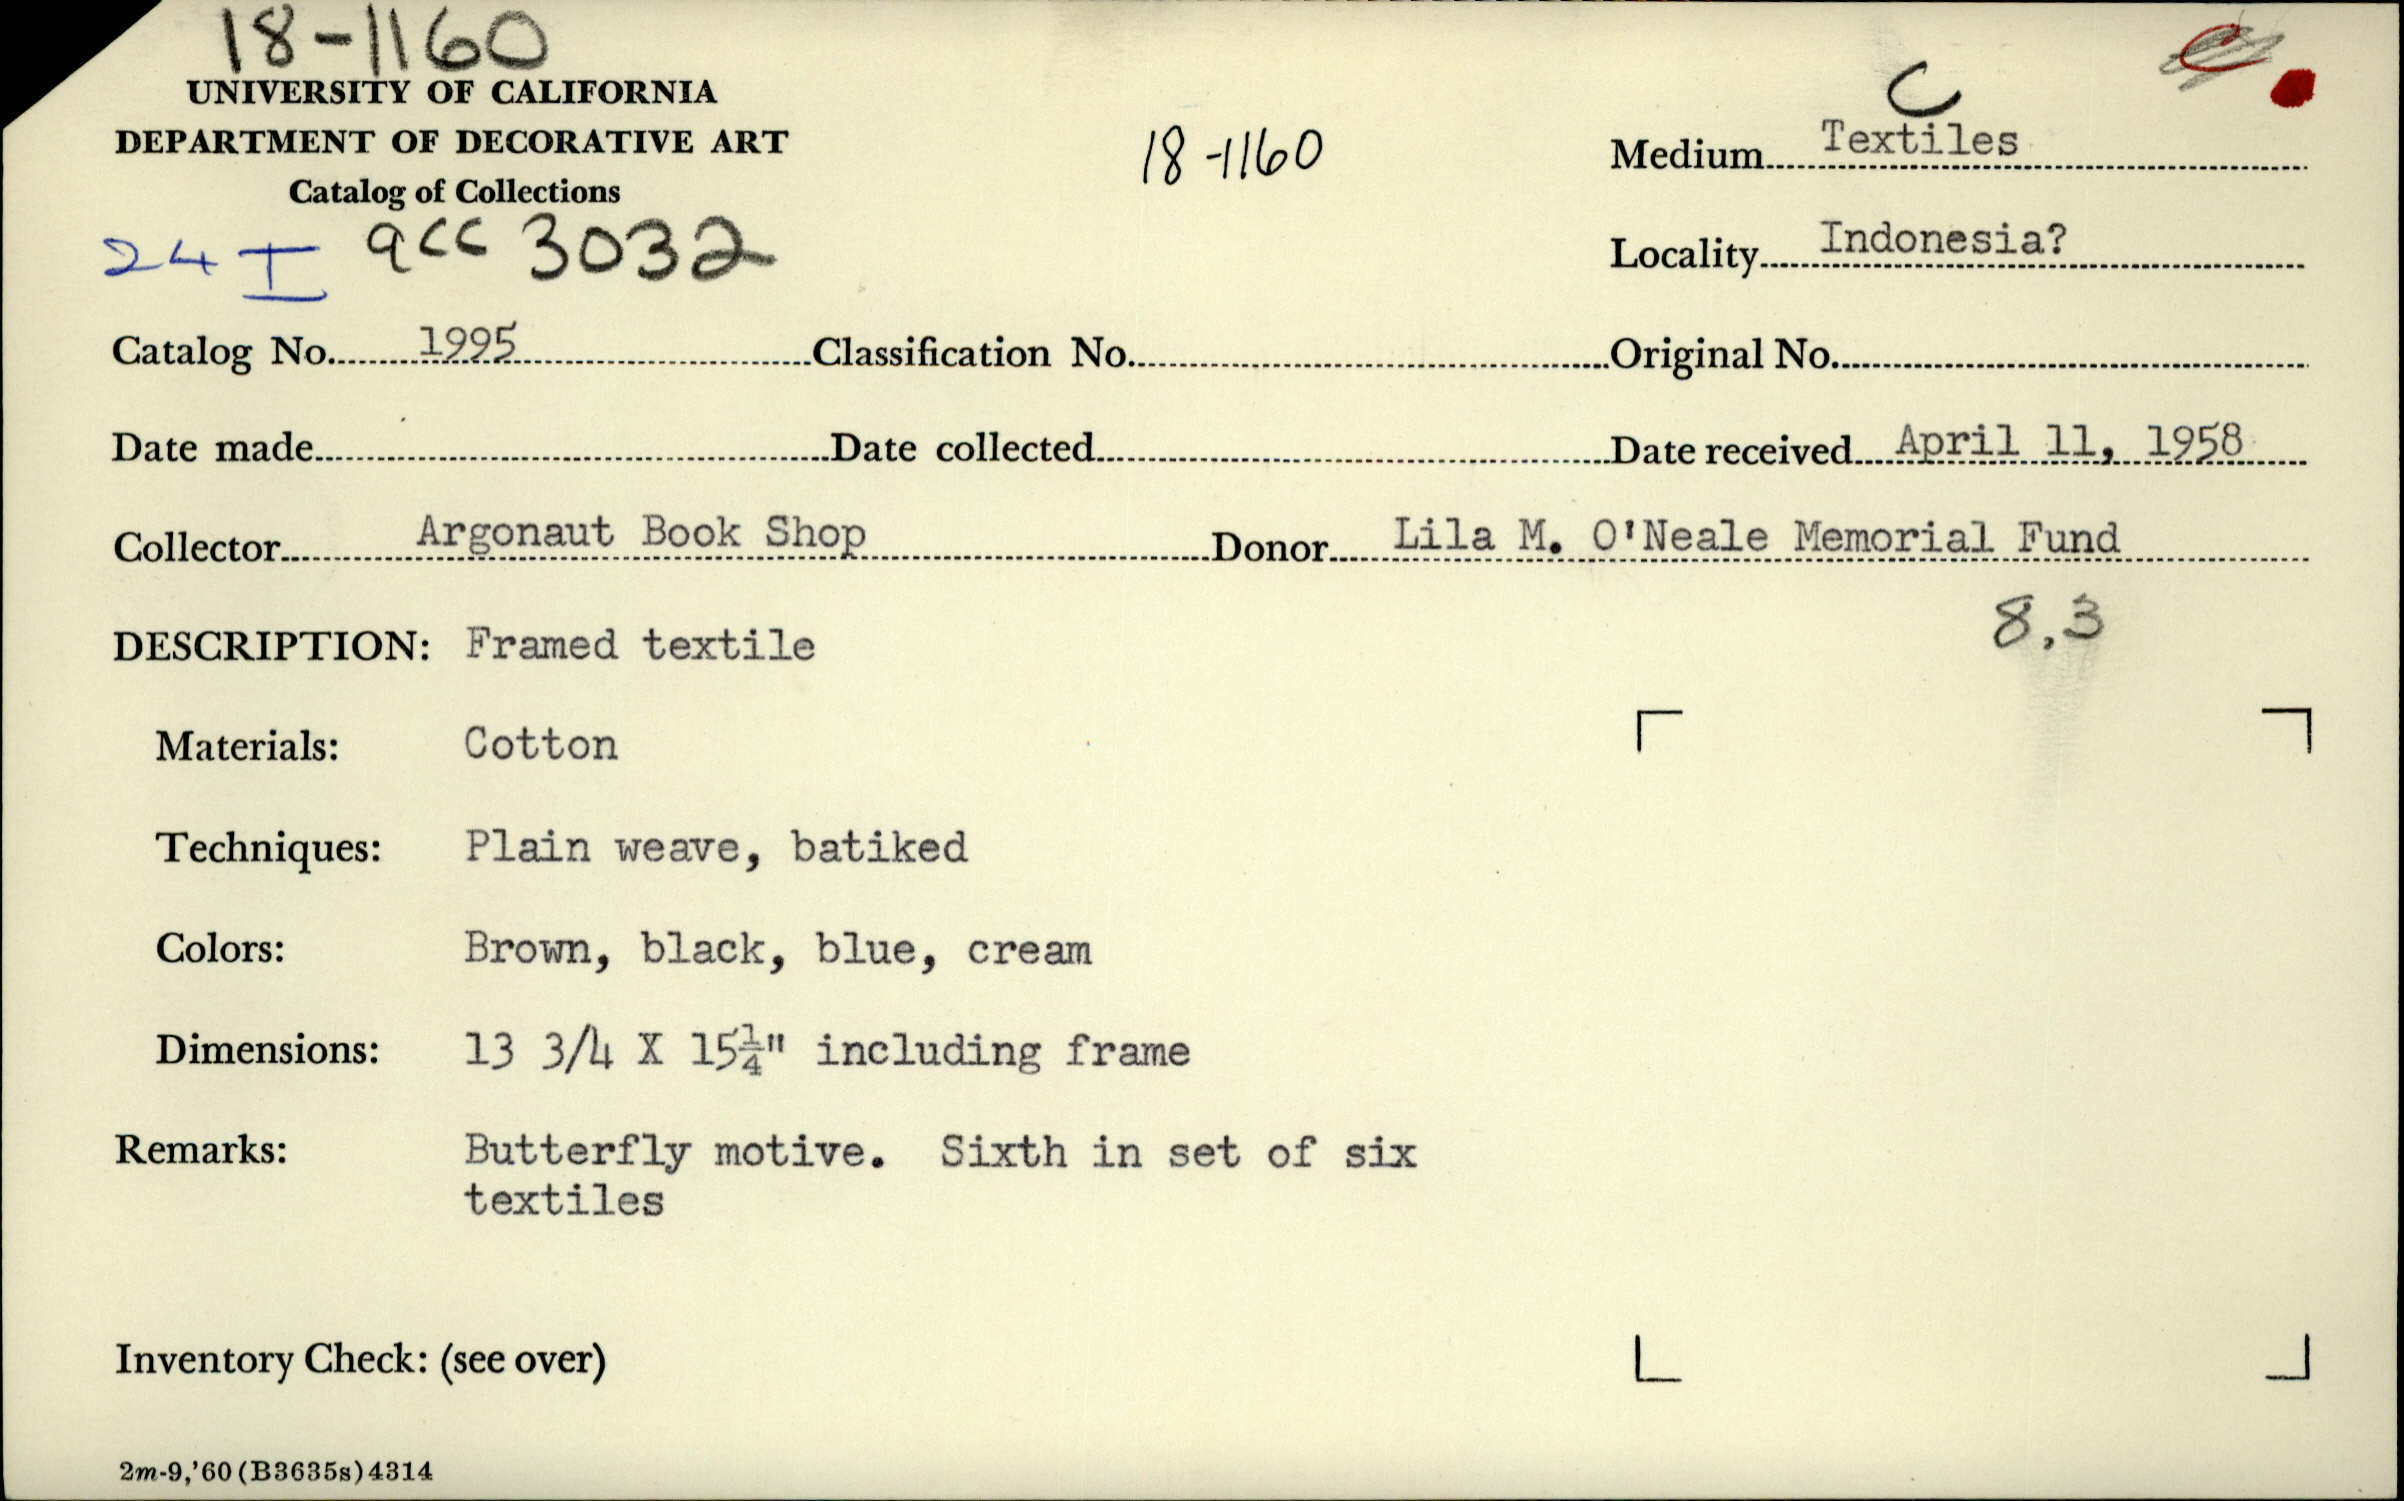 18-1160
UNIVERSITY OF CALIFORNIA
DEPARTMENT OF DECORATIVE ART
Catalog of Collections
24 I acc 3032
18-1160
C
C
Medium Textiles
Locality Indonesia?
Catalog No. 1995 Classification No. Original No.
Date made Date collected Date received April 11, 1958
Collector Argonaut Book Shop Donor Lila M. O'Neale Memorial Fund
8.3
DESCRIPTION: Framed textile
Materials: Cotton
Techniques: Plain weave, batiked
Colors: Brown, black, blue, cream
Dimensions: 13 3/4 X 15¼" including frame
Remarks: Butterfly motive. Sixth in set of six
textiles
Inventory Check: (see over)
2m-9,'60(B3635s)4314